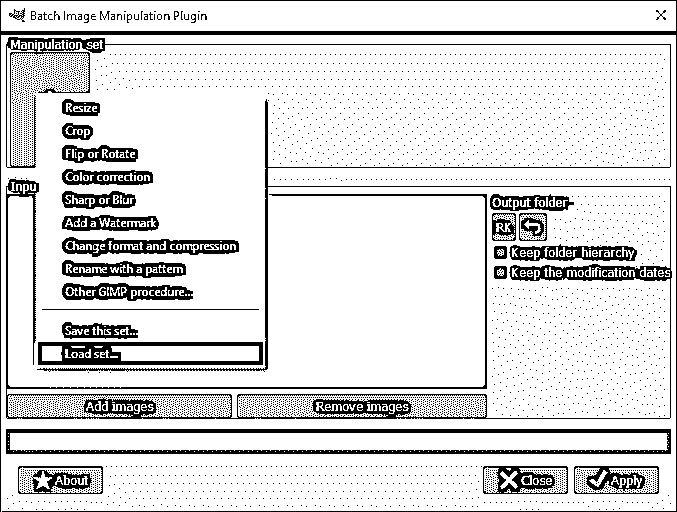 Batch Image Manipulation Plugin
Manipulation set
Resize
Crop
Flip or Rotate
Color correction
Sharp or Blur
Add a Watermark
Change format and compression
Rename with a pattern
Other GIMP procedure...
Save this set...
Load set...
Inpu
Output folder
RK
Keep folder hierarchy
Keep the modification dates
Add images
Remove images
About
Close
Apply